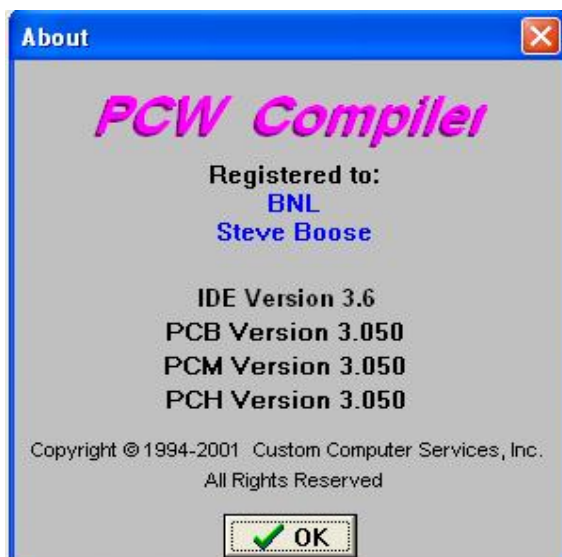 About
PCW Compiler
Registered to:
BNL
Steve Boose
IDE Version 3.6
PCB Version 3.050
PCM Version 3.050
PCH Version 3.050
Copyright © 1994-2001 Custom Computer Services, Inc.
All Rights Reserved
OK